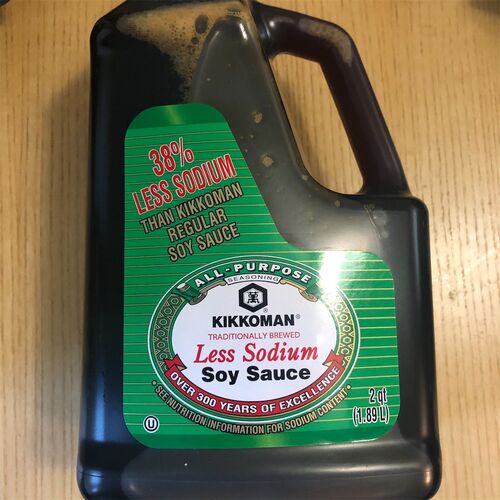 38%
LESS SODIUM
THAN KIKKOMAN
REGULAR
SOY SAUCE
ALL-PURPOSE
SEASONING
萬
KIKKOMAN®
TRADITIONALLY BREWED
Less Sodium
Soy Sauce
OVER 300 YEARS OF EXCELLENCE
• SEE NUTRITION INFORMATION FOR SODIUM CONTENT •
U
2 qt
(1.89 L)